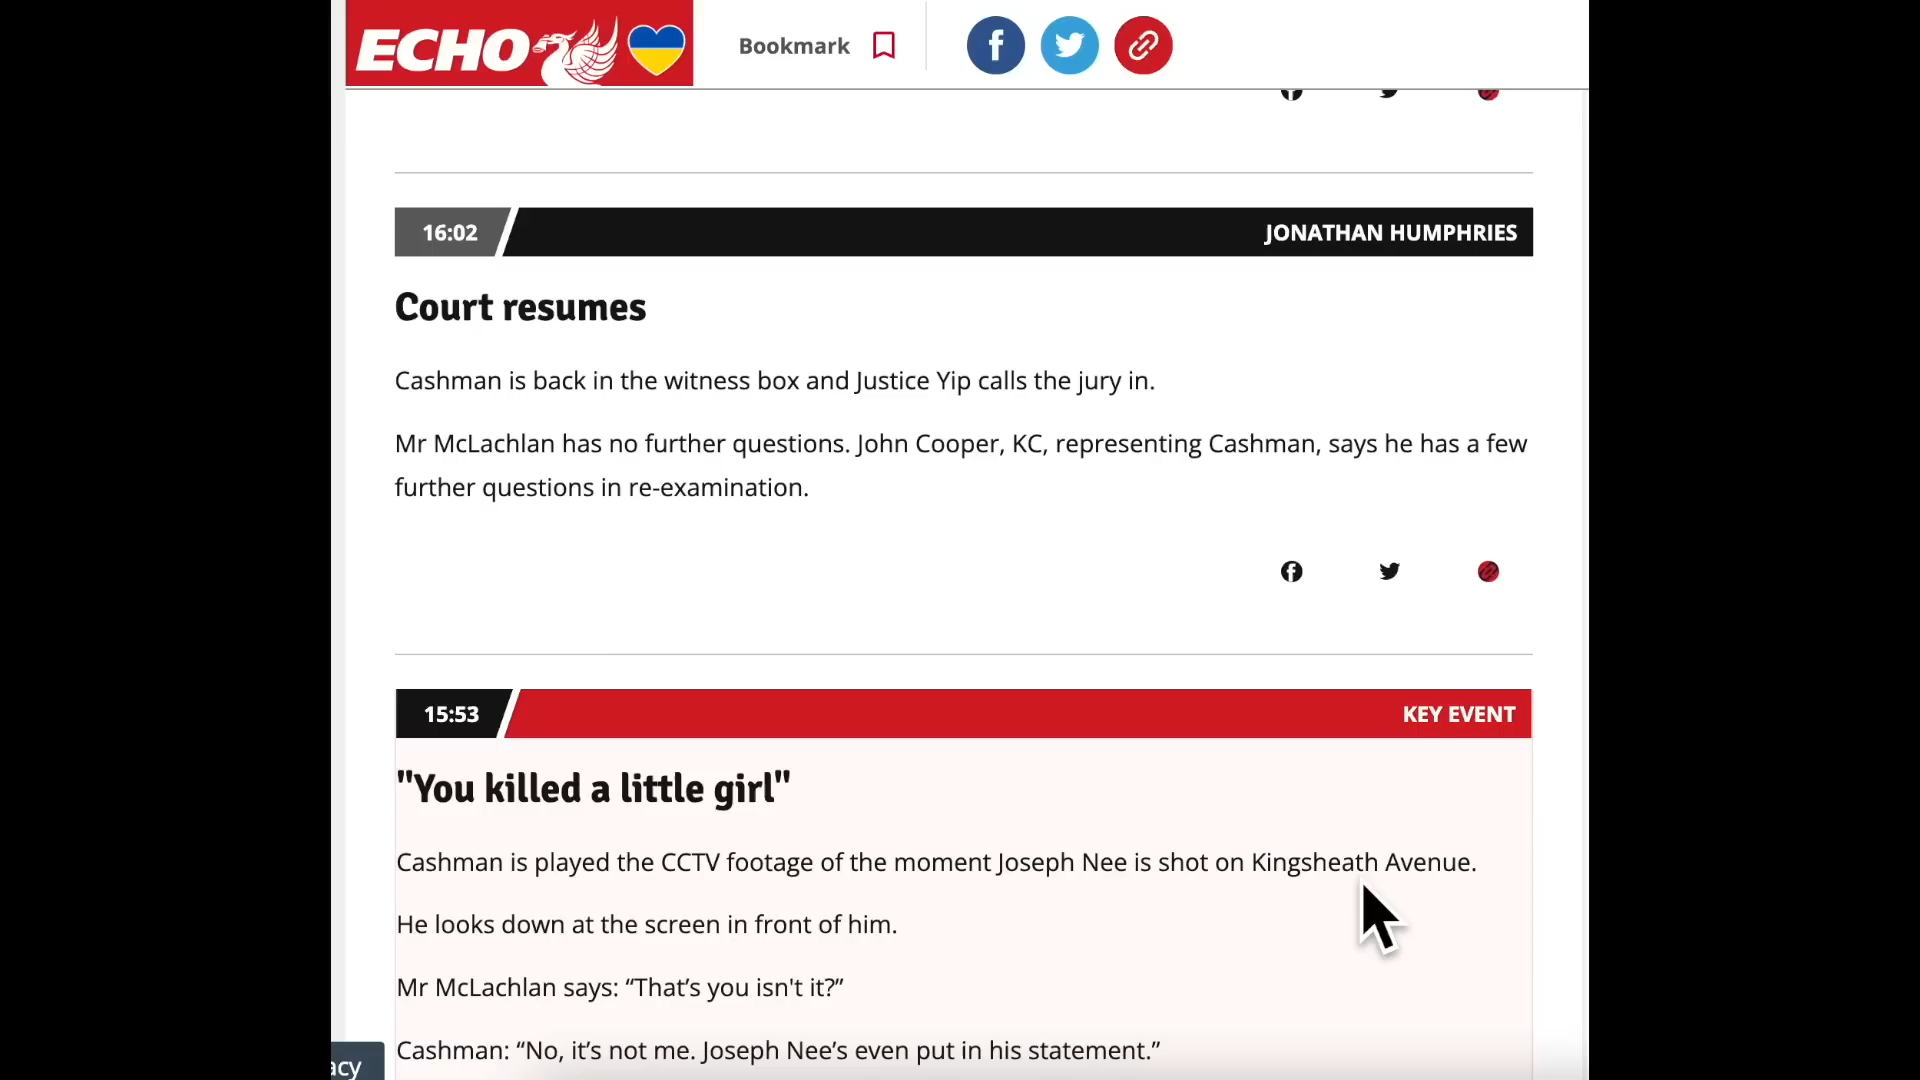 ECHO
Bookmark
16:02
JONATHAN HUMPHRIES
Court resumes
Cashman is back in the witness box and Justice Yip calls the jury in.
Mr McLachlan has no further questions. John Cooper, KC, representing Cashman, says he has a few
further questions in re-examination.
15:53
KEY EVENT
"You killed a little girl"
Cashman is played the CCTV footage of the moment Joseph Nee is shot on Kingsheath Avenue.
He looks down at the screen in front of him.
Mr McLachlan says: “That’s you isn't it?”
Cashman: “No, it’s not me. Joseph Nee’s even put in his statement.”
acy